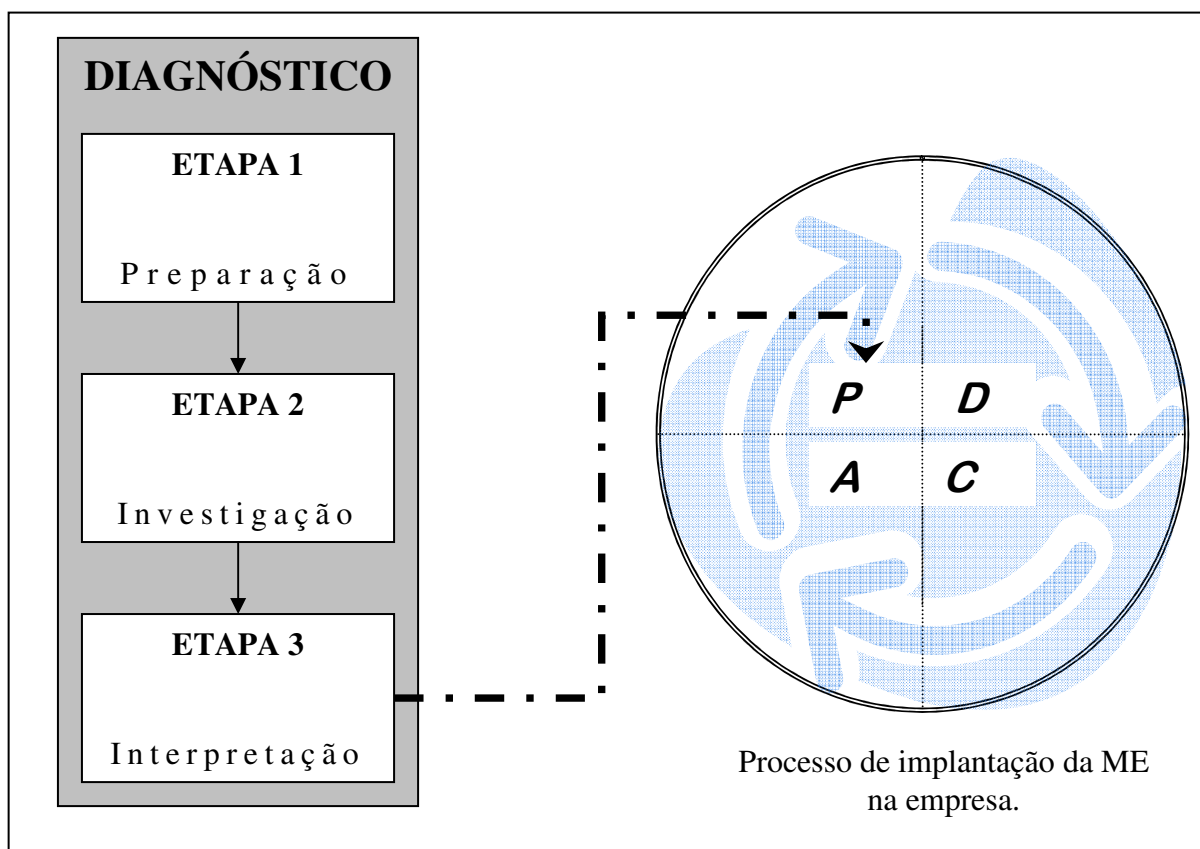 DIAGNÓSTICO
ETAPA 1
Preparação
ETAPA 2
Investigação
ETAPA 3
Interpretação
P D
A C
Processo de implantação da ME
na empresa.